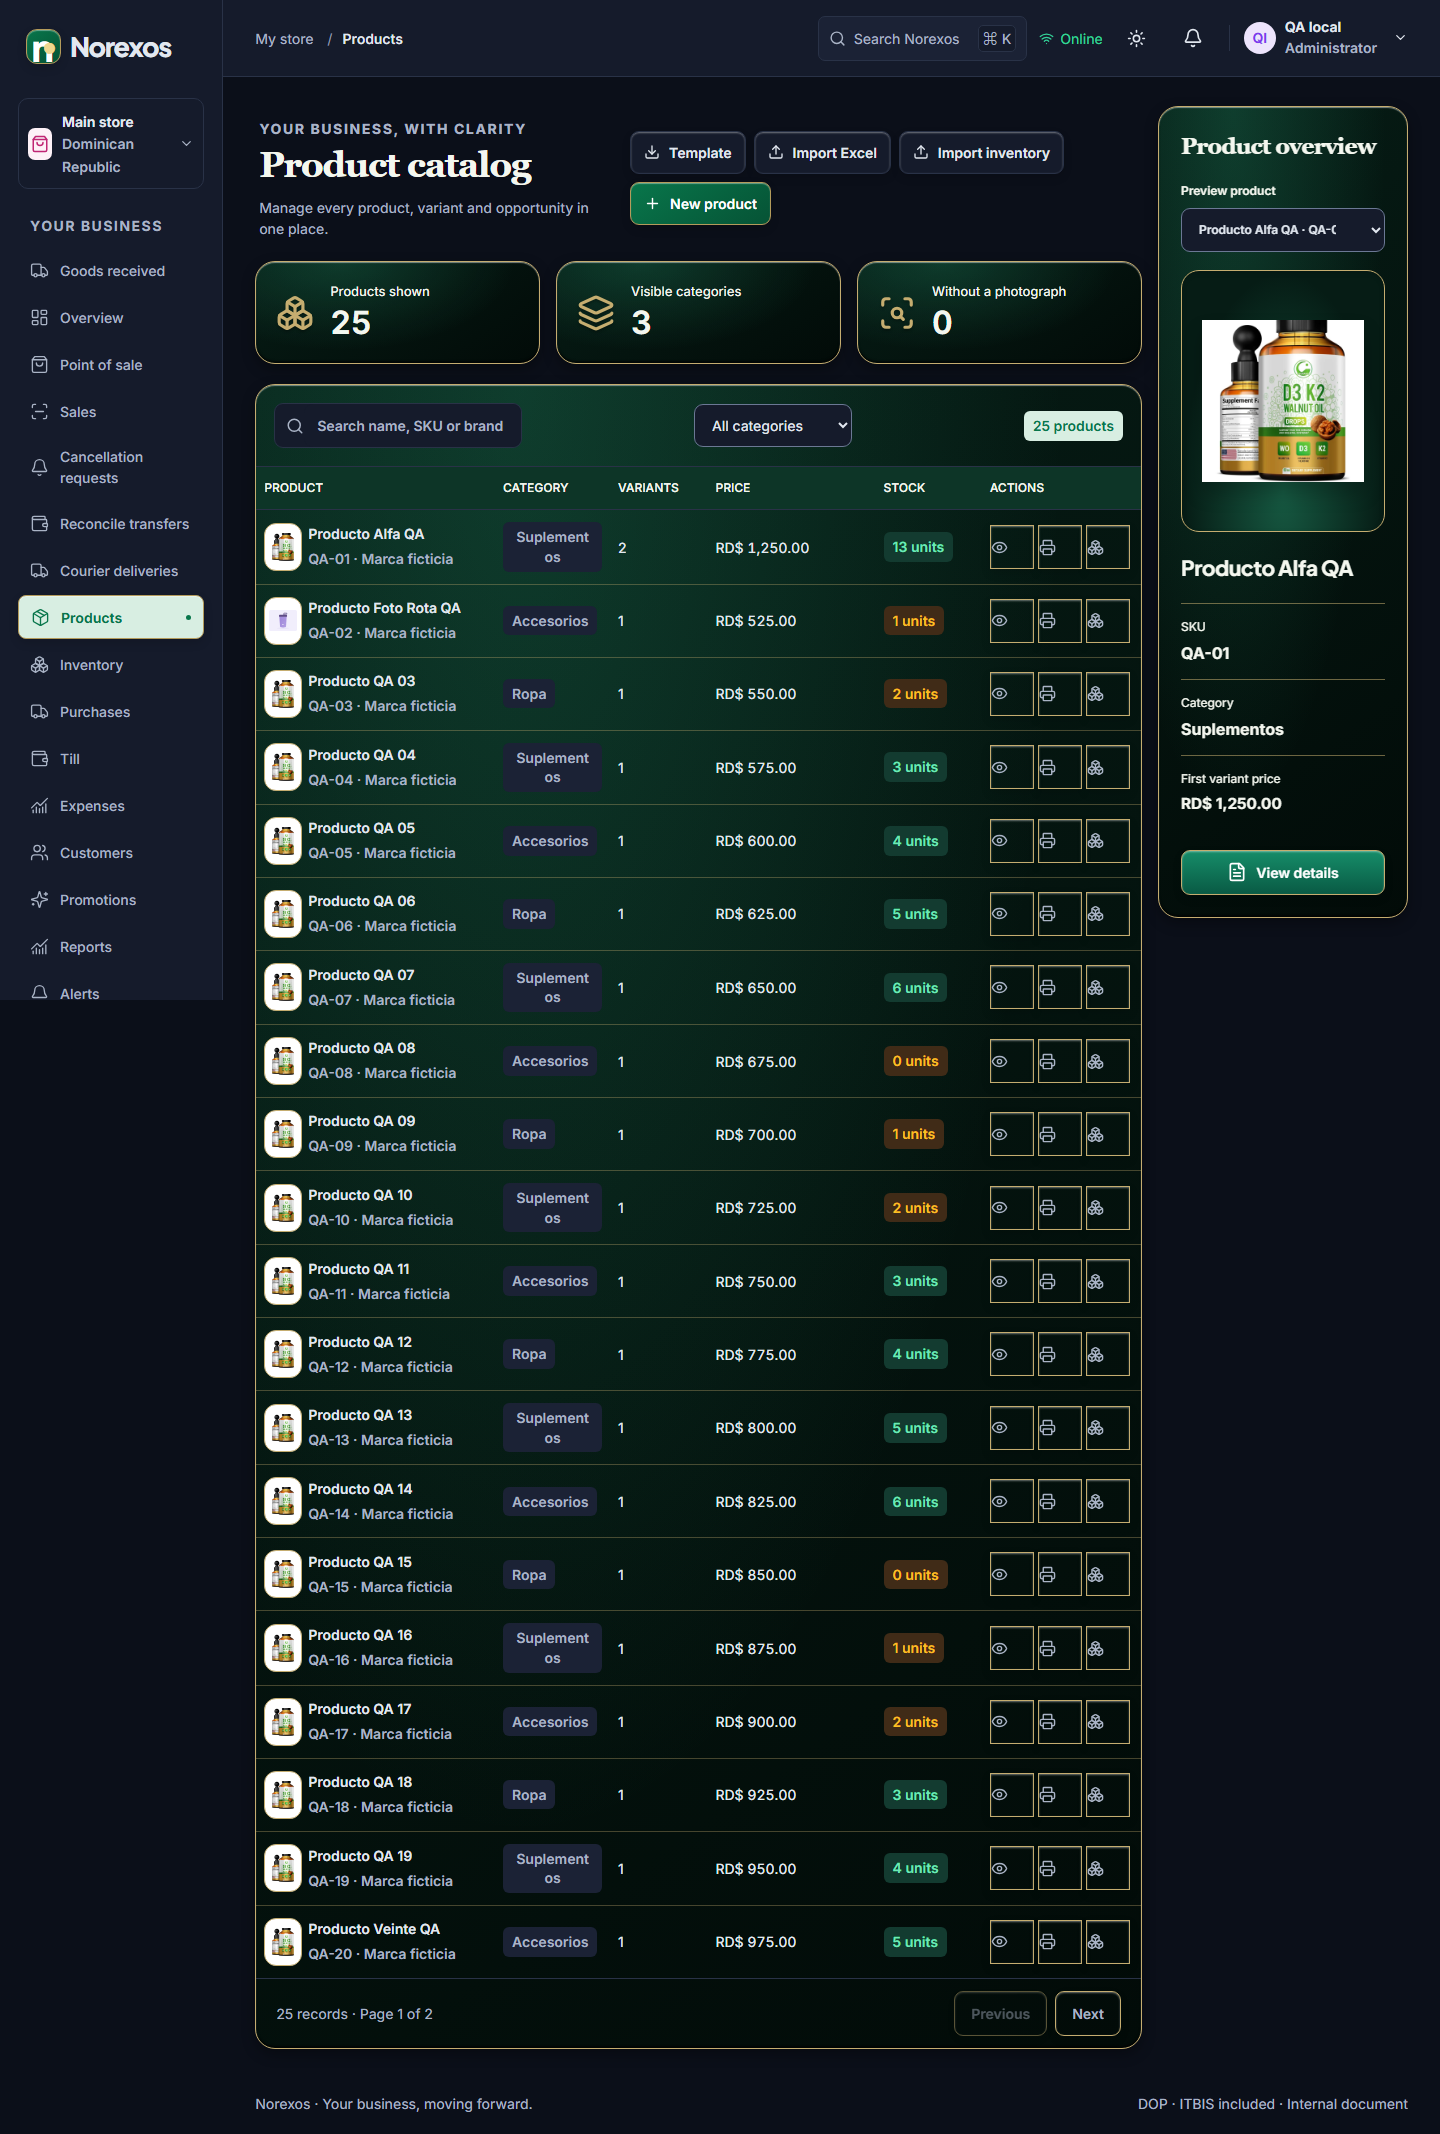 Norexos
My store / Products
Search Norexos ⌘ K
Online
QI
QA local
Administrator
Main store
Dominican
Republic
YOUR BUSINESS
Goods received
Overview
Point of sale
Sales
Cancellation
requests
Reconcile transfers
Courier deliveries
Products
Inventory
Purchases
Till
Expenses
Customers
Promotions
Reports
Alerts
YOUR BUSINESS, WITH CLARITY
Product catalog
Manage every product, variant and opportunity in
one place.
Template
Import Excel
Import inventory
New product
Products shown
25
Visible categories
3
Without a photograph
0
Search name, SKU or brand
All categories
25 products
PRODUCT CATEGORY VARIANTS PRICE STOCK ACTIONS
Producto Alfa QA
QA-01 · Marca ficticia
Suplement
os
2
RD$ 1,250.00
13 units
Producto Foto Rota QA
QA-02 · Marca ficticia
Accesorios
1
RD$ 525.00
1 units
Producto QA 03
QA-03 · Marca ficticia
Ropa
1
RD$ 550.00
2 units
Producto QA 04
QA-04 · Marca ficticia
Suplement
os
1
RD$ 575.00
3 units
Producto QA 05
QA-05 · Marca ficticia
Accesorios
1
RD$ 600.00
4 units
Producto QA 06
QA-06 · Marca ficticia
Ropa
1
RD$ 625.00
5 units
Producto QA 07
QA-07 · Marca ficticia
Suplement
os
1
RD$ 650.00
6 units
Producto QA 08
QA-08 · Marca ficticia
Accesorios
1
RD$ 675.00
0 units
Producto QA 09
QA-09 · Marca ficticia
Ropa
1
RD$ 700.00
1 units
Producto QA 10
QA-10 · Marca ficticia
Suplement
os
1
RD$ 725.00
2 units
Producto QA 11
QA-11 · Marca ficticia
Accesorios
1
RD$ 750.00
3 units
Producto QA 12
QA-12 · Marca ficticia
Ropa
1
RD$ 775.00
4 units
Producto QA 13
QA-13 · Marca ficticia
Suplement
os
1
RD$ 800.00
5 units
Producto QA 14
QA-14 · Marca ficticia
Accesorios
1
RD$ 825.00
6 units
Producto QA 15
QA-15 · Marca ficticia
Ropa
1
RD$ 850.00
0 units
Producto QA 16
QA-16 · Marca ficticia
Suplement
os
1
RD$ 875.00
1 units
Producto QA 17
QA-17 · Marca ficticia
Accesorios
1
RD$ 900.00
2 units
Producto QA 18
QA-18 · Marca ficticia
Ropa
1
RD$ 925.00
3 units
Producto QA 19
QA-19 · Marca ficticia
Suplement
os
1
RD$ 950.00
4 units
Producto Veinte QA
QA-20 · Marca ficticia
Accesorios
1
RD$ 975.00
5 units
25 records · Page 1 of 2
Previous
Next
Product overview
Preview product
Producto Alfa QA · QA-0
Supplement F
D3 K2
WALNUT OIL
DROPS
WO D3 K2
Producto Alfa QA
SKU
QA-01
Category
Suplementos
First variant price
RD$ 1,250.00
View details
Norexos · Your business, moving forward.
DOP · ITBIS included · Internal document